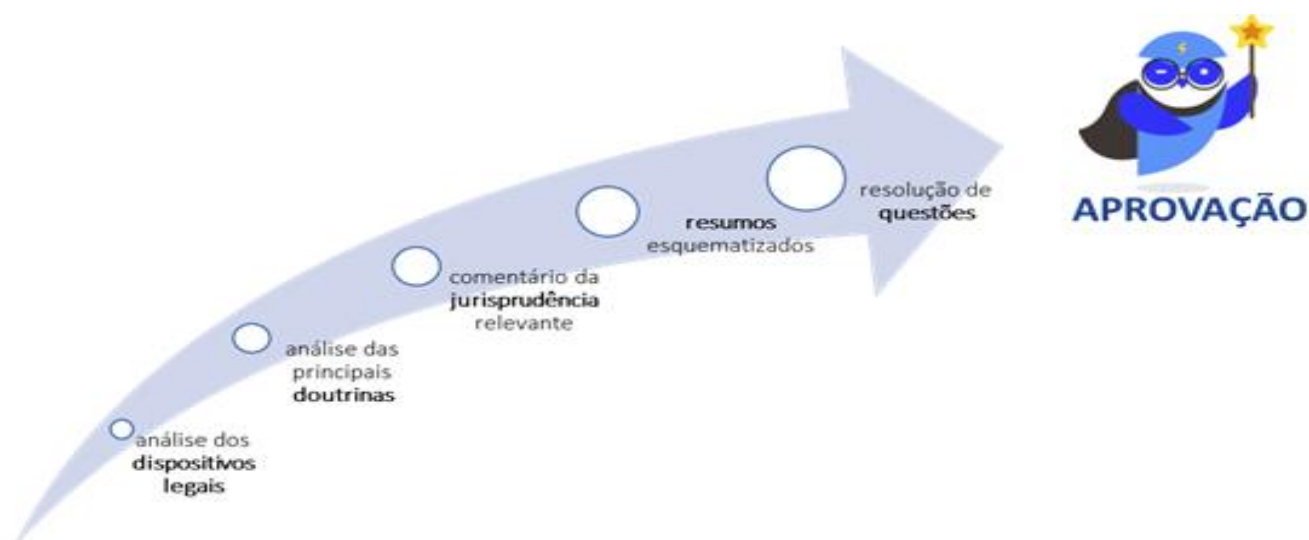 análise dos
dispositivos
legais
análise das
principais
doutrinas
comentário da
jurisprudência
relevante
resumos
esquematizados
resolução de
questões
APROVAÇÃO